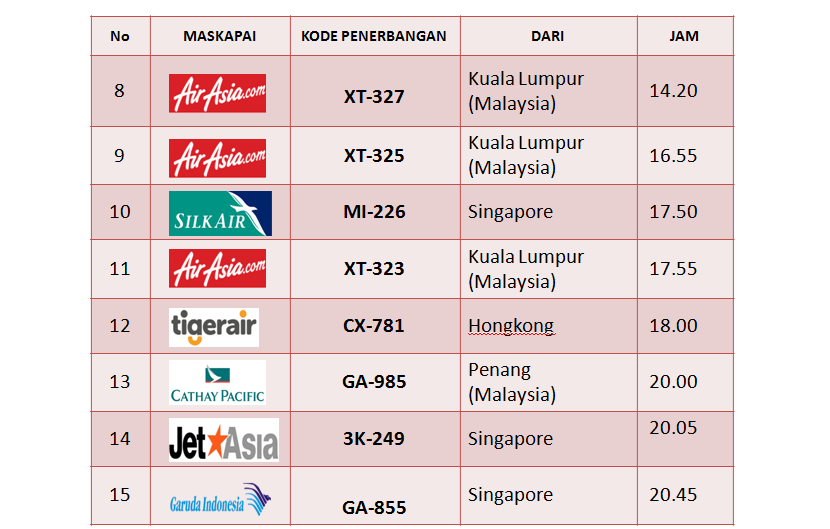 No MASKAPAI KODE PENERBANGAN DARI JAM
8 AirAsia.com XT-327 Kuala Lumpur
(Malaysia) 14.20
9 AirAsia.com XT-325 Kuala Lumpur
(Malaysia) 16.55
10 SILKAIR MI-226 Singapore 17.50
11 AirAsia.com XT-323 Kuala Lumpur
(Malaysia) 17.55
12 tigerair CX-781 Hongkong 18.00
13 CATHAY PACIFIC GA-985 Penang
(Malaysia) 20.00
14 JetAsia 3K-249 Singapore 20.05
15 Garuda Indonesia GA-855 Singapore 20.45